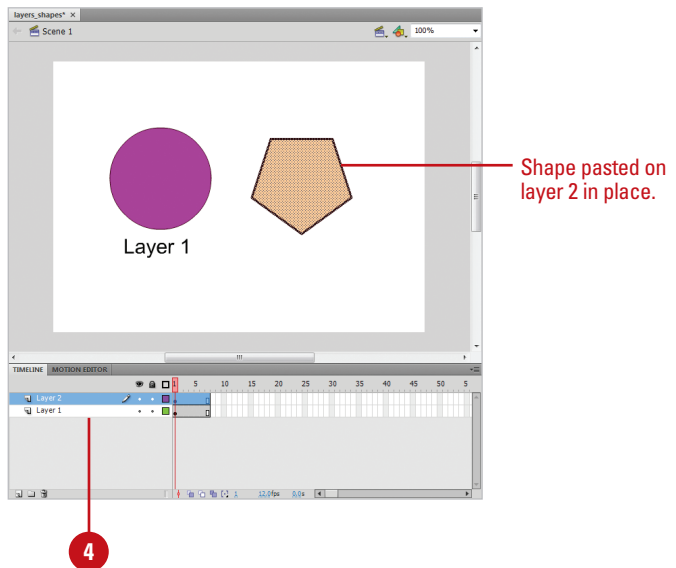 layers_shapes* ×
Scene 1
100%
Shape pasted on
layer 2 in place.
Layer 1
TIMELINE MOTION EDITOR
1 5 10 15 20 25 30 35 40 45 50 5
Layer 2
Layer 1
1 12.0fps 0.0s
4